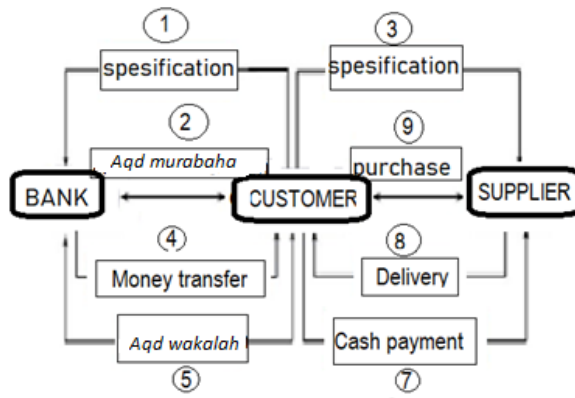 1 3
spesification spesification
2 9
Aqd murabaha purchase
BANK CUSTOMER SUPPLIER
4 8
Money transfer Delivery
Aqd wakalah Cash payment
5 7